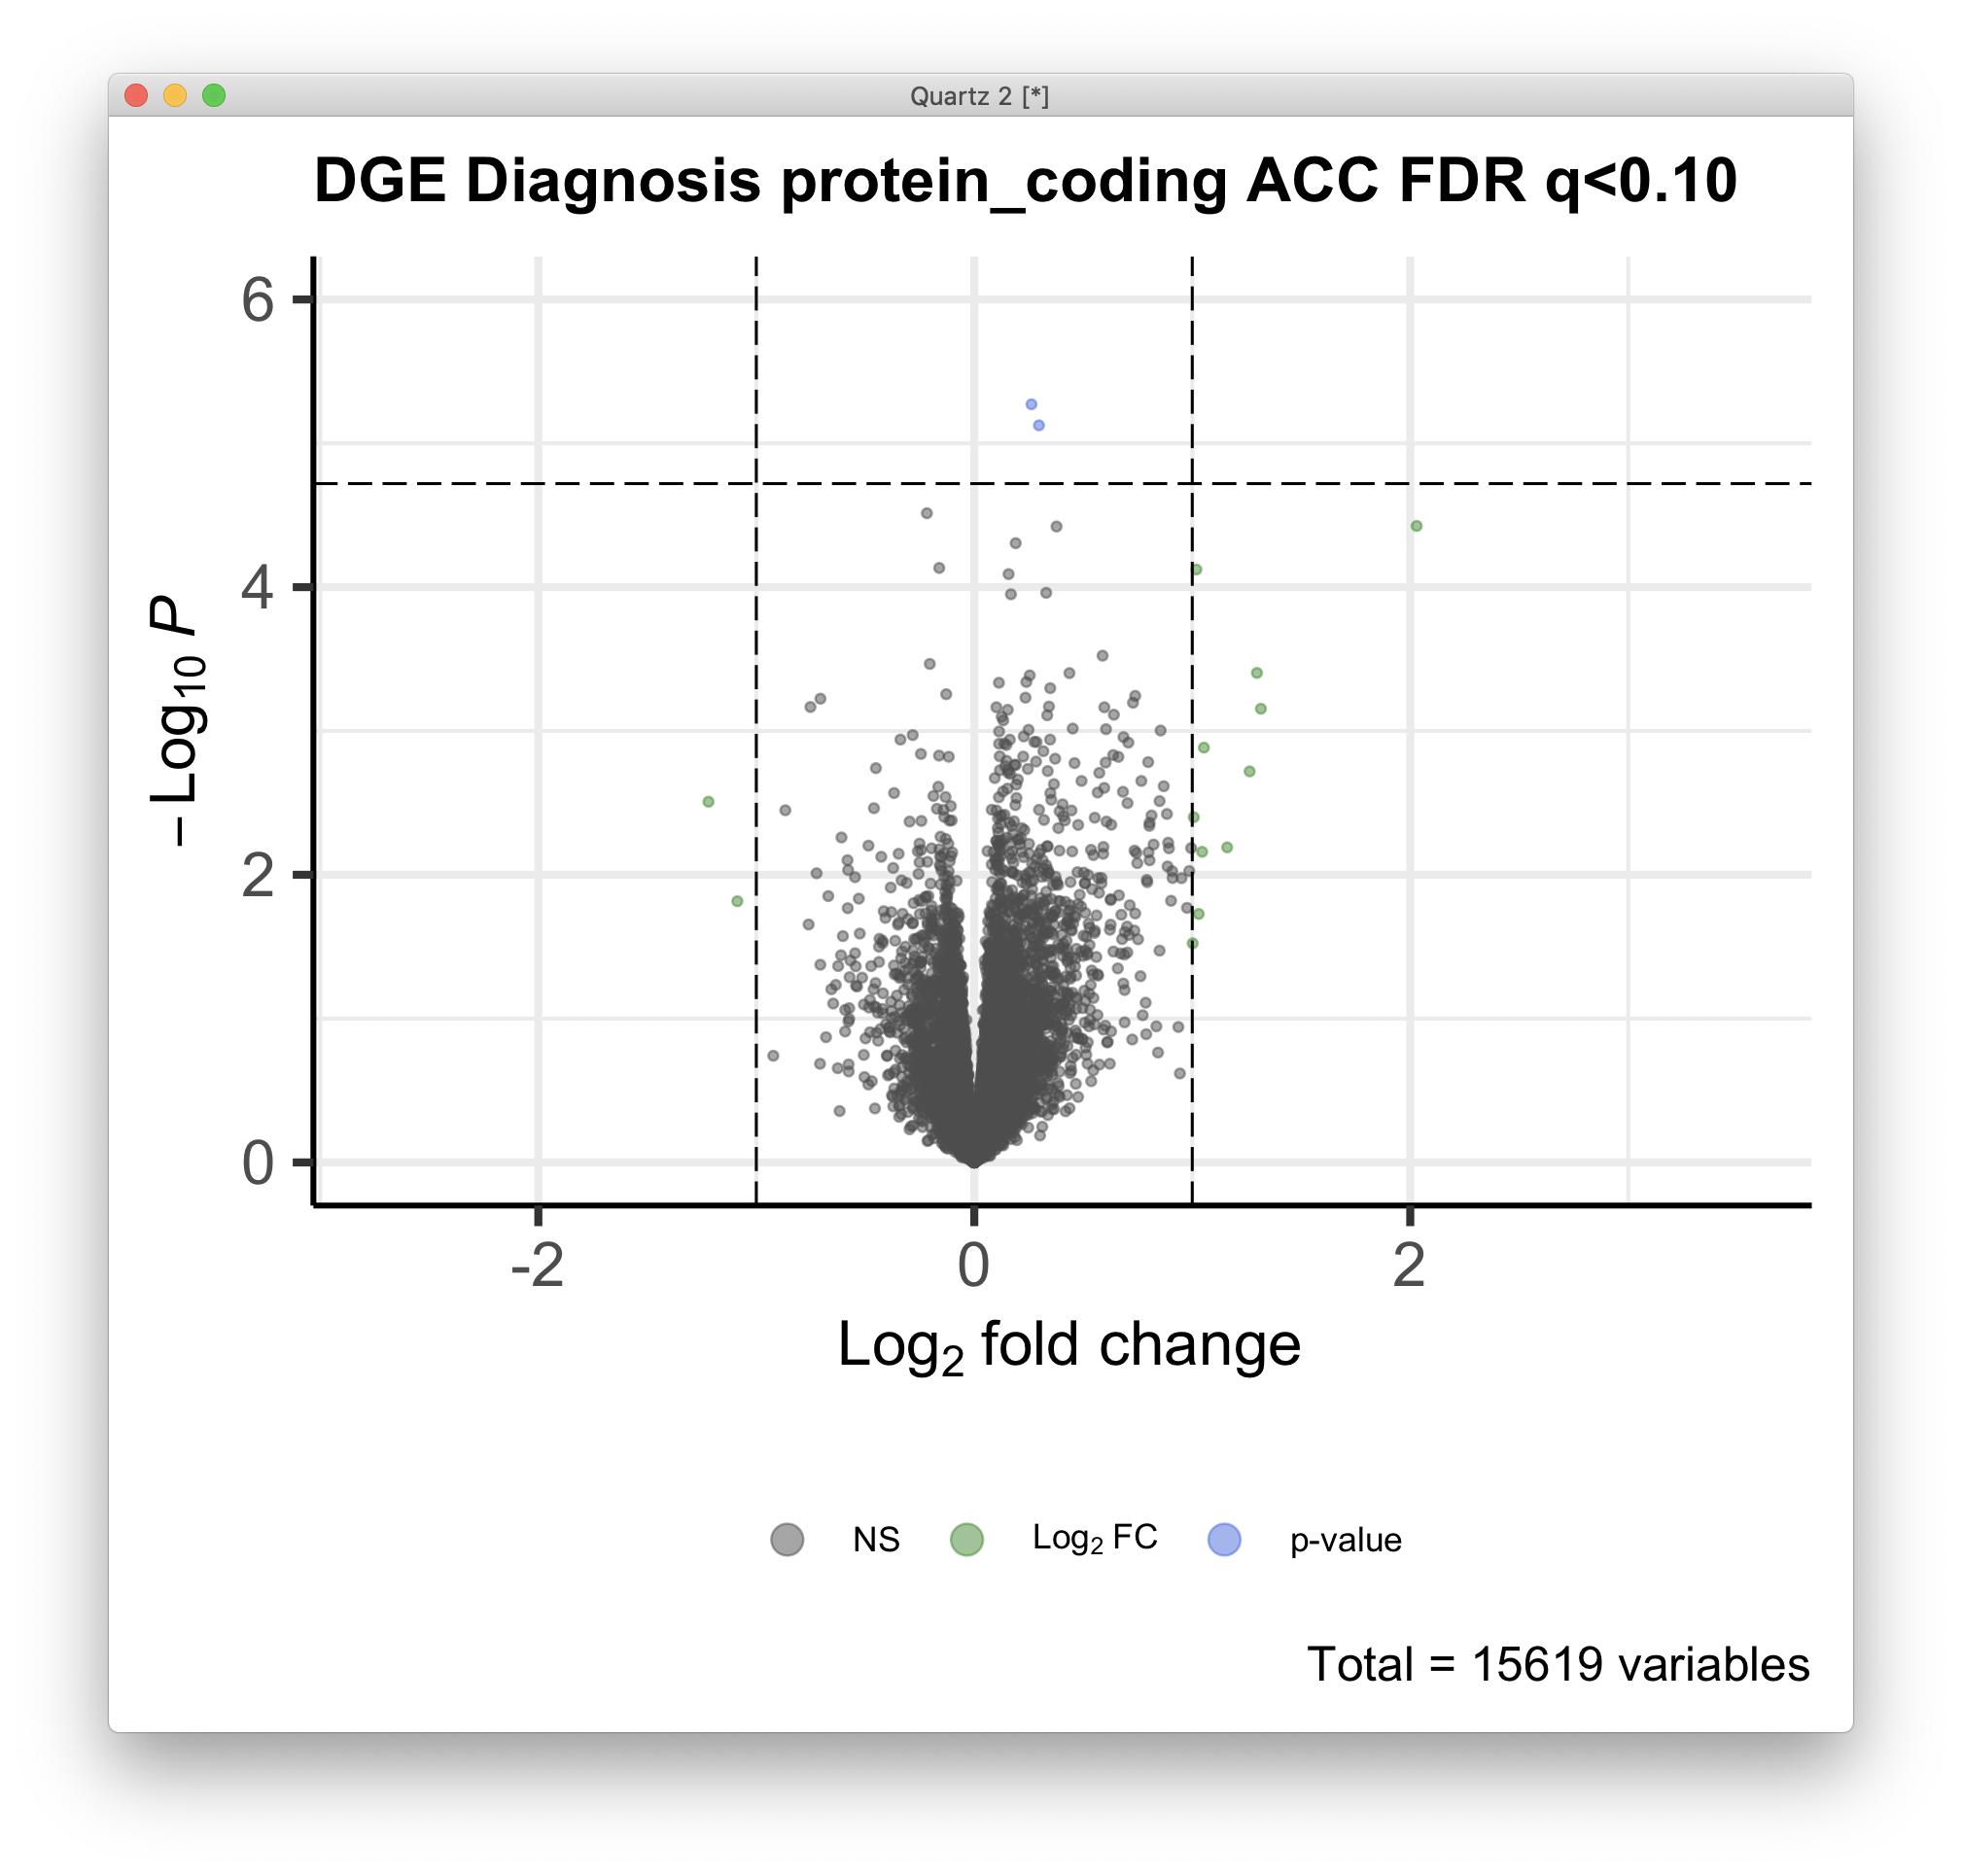 Quartz 2 [*]
DGE Diagnosis protein_coding ACC FDR q<0.10
−Log10 P
6
4
2
0
-2 0 2
Log2 fold change
NS Log2 FC p-value
Total = 15619 variables